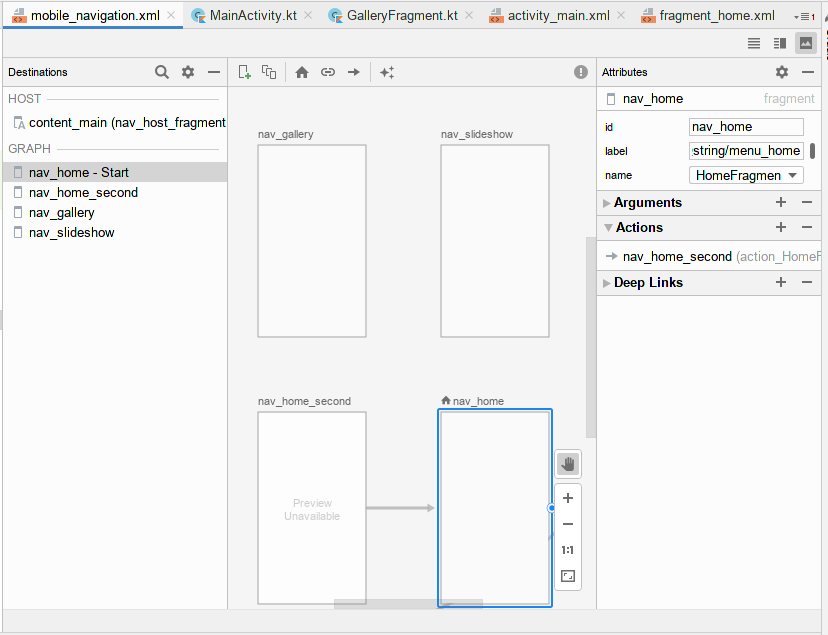 mobile_navigation.xml MainActivity.kt GalleryFragment.kt activity_main.xml fragment_home.xml
Destinations
HOST
content_main (nav_host_fragment
GRAPH
nav_home - Start
nav_home_second
nav_gallery
nav_slideshow
nav_gallery
nav_slideshow
nav_home_second
nav_home
Preview
Unavailable
1:1
Attributes
nav_home fragment
id nav_home
label string/menu_home
name HomeFragmen
Arguments
Actions
nav_home_second (action_HomeF
Deep Links